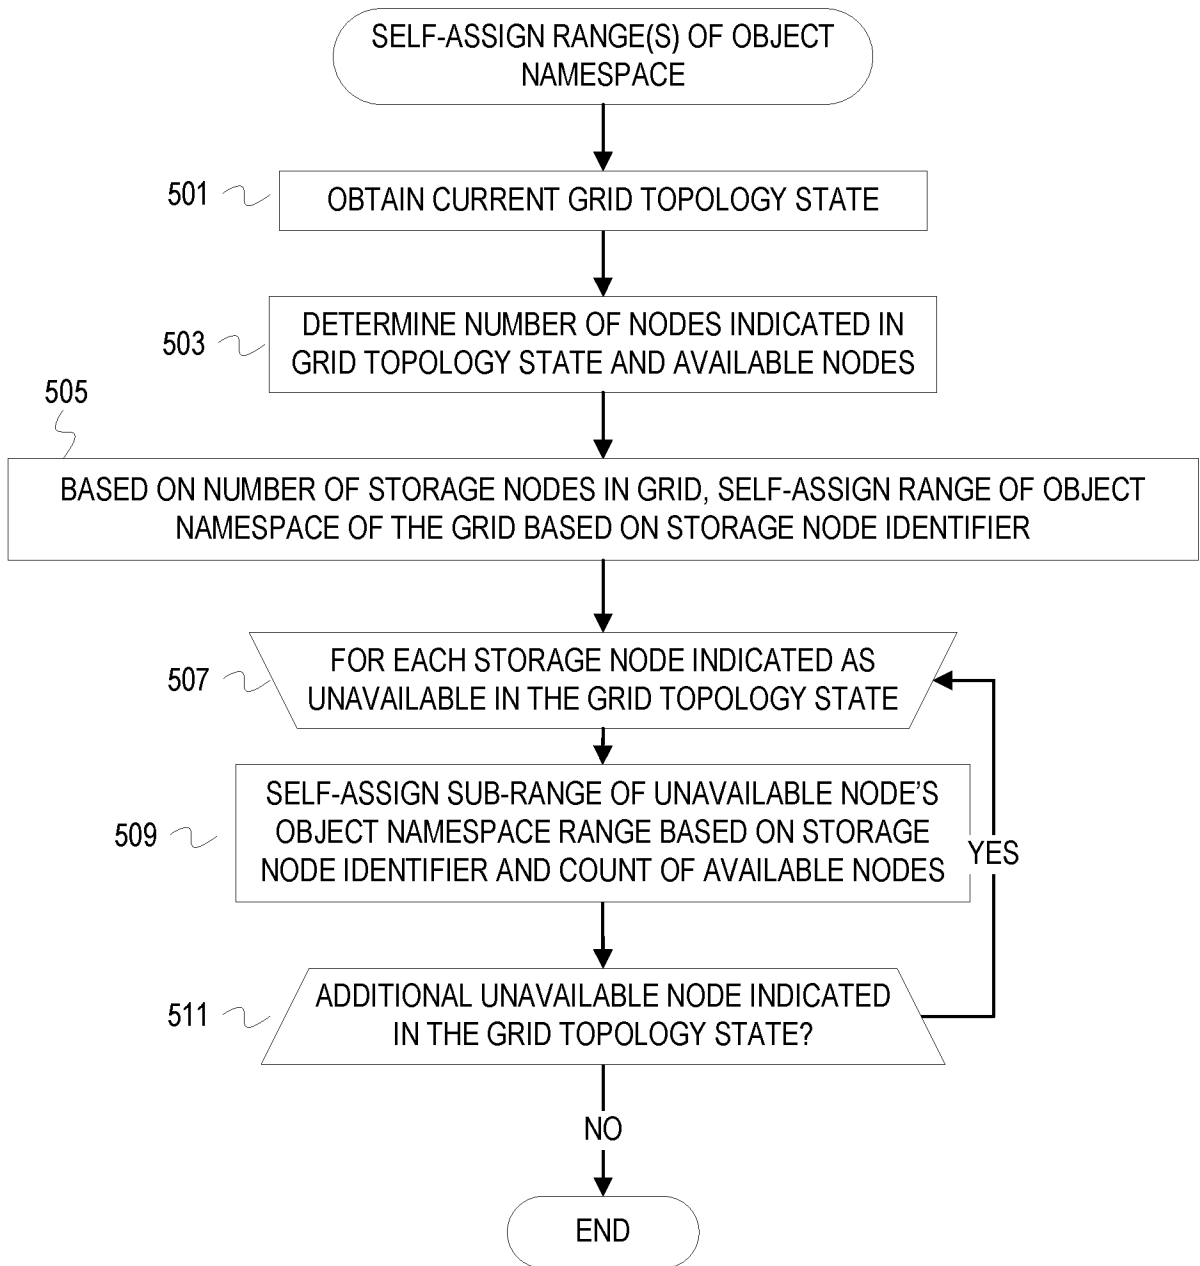 SELF-ASSIGN RANGE(S) OF OBJECT
NAMESPACE
501
OBTAIN CURRENT GRID TOPOLOGY STATE
503
DETERMINE NUMBER OF NODES INDICATED IN
GRID TOPOLOGY STATE AND AVAILABLE NODES
505
BASED ON NUMBER OF STORAGE NODES IN GRID, SELF-ASSIGN RANGE OF OBJECT
NAMESPACE OF THE GRID BASED ON STORAGE NODE IDENTIFIER
507
FOR EACH STORAGE NODE INDICATED AS
UNAVAILABLE IN THE GRID TOPOLOGY STATE
509
SELF-ASSIGN SUB-RANGE OF UNAVAILABLE NODE'S
OBJECT NAMESPACE RANGE BASED ON STORAGE
NODE IDENTIFIER AND COUNT OF AVAILABLE NODES
YES
511
ADDITIONAL UNAVAILABLE NODE INDICATED
IN THE GRID TOPOLOGY STATE?
NO
END